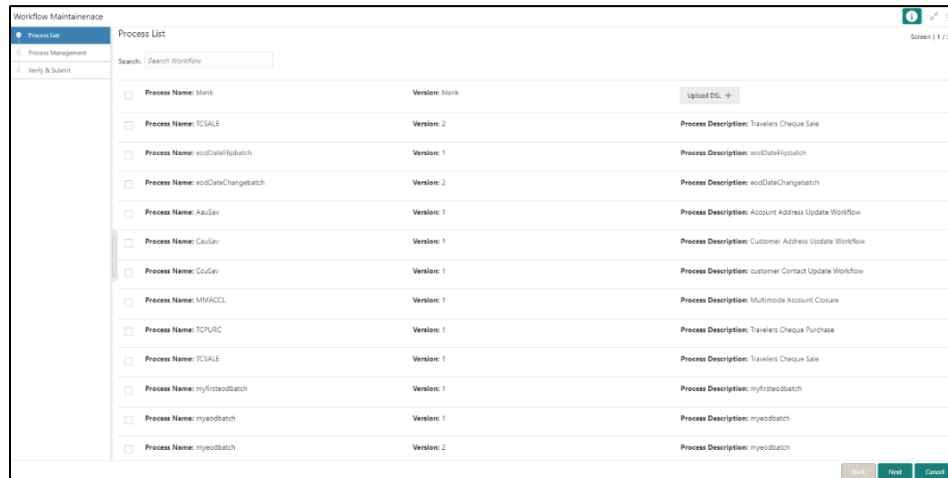 Workflow Maintainenace
Process List
Process Management
Verify & Submit
Process List
Screen ( 1 /
Search: Search Workflow
Process Name: blank Version: blank Upload DSL +
Process Name: TCSALE Version: 2 Process Description: Travelers Cheque Sale
Process Name: eodDateFlipbatch Version: 1 Process Description: eodDateFlipbatch
Process Name: eodDateChangebatch Version: 2 Process Description: eodDateChangebatch
Process Name: AauSav Version: 1 Process Description: Account Address Update Workflow
Process Name: CauSav Version: 1 Process Description: Customer Address Update Workflow
Process Name: CcuSav Version: 1 Process Description: customer Contact Update Workflow
Process Name: MMACCL Version: 1 Process Description: Multimode Account Closure
Process Name: TCPURC Version: 1 Process Description: Travelers Cheque Purchase
Process Name: TCSALE Version: 1 Process Description: Travelers Cheque Sale
Process Name: myfirsteodbatch Version: 1 Process Description: myfirsteodbatch
Process Name: myeodbatch Version: 1 Process Description: myeodbatch
Process Name: myeodbatch Version: 2 Process Description: myeodbatch
Back Next Cancel